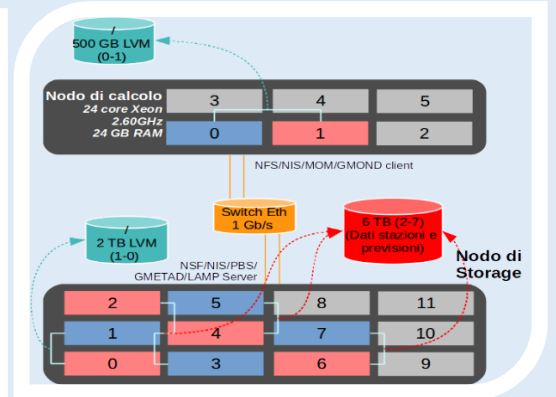 /
500 GB LVM
(0-1)
Nodo di calcolo
24 core Xeon
2.60GHz
24 GB RAM
3 4 5
0 1 2
NFS/NIS/MOM/GMOND client
Switch Eth
1 Gb/s
/
2 TB LVM
(1-0)
6 TB (2-7)
(Dati stazioni e
previsioni)
Nodo di
Storage
NSF/NIS/PBS/
GMETAD/LAMP Server
2 5 8 11
1 4 7 10
0 3 6 9